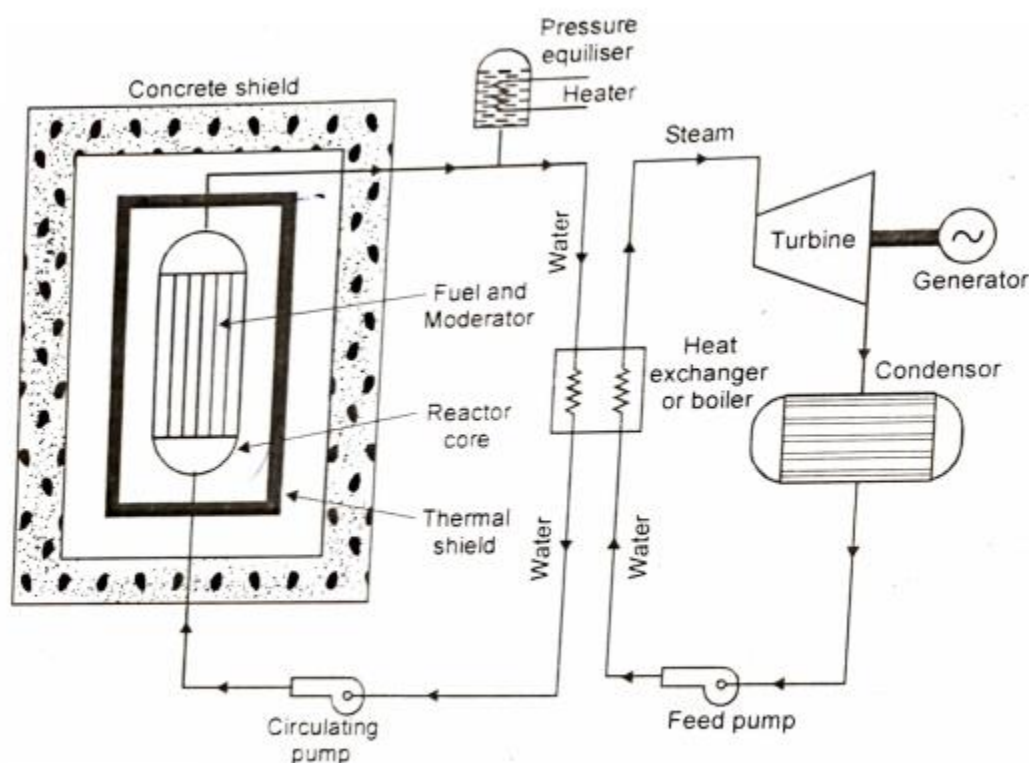 Pressure
equiliser
Heater
Concrete shield
Steam
Water
Turbine
Generator
Fuel and
Moderator
Heat
exchanger
or boiler
Condensor
Reactor
core
Thermal
shield
Water
Water
Circulating
pump
Feed pump